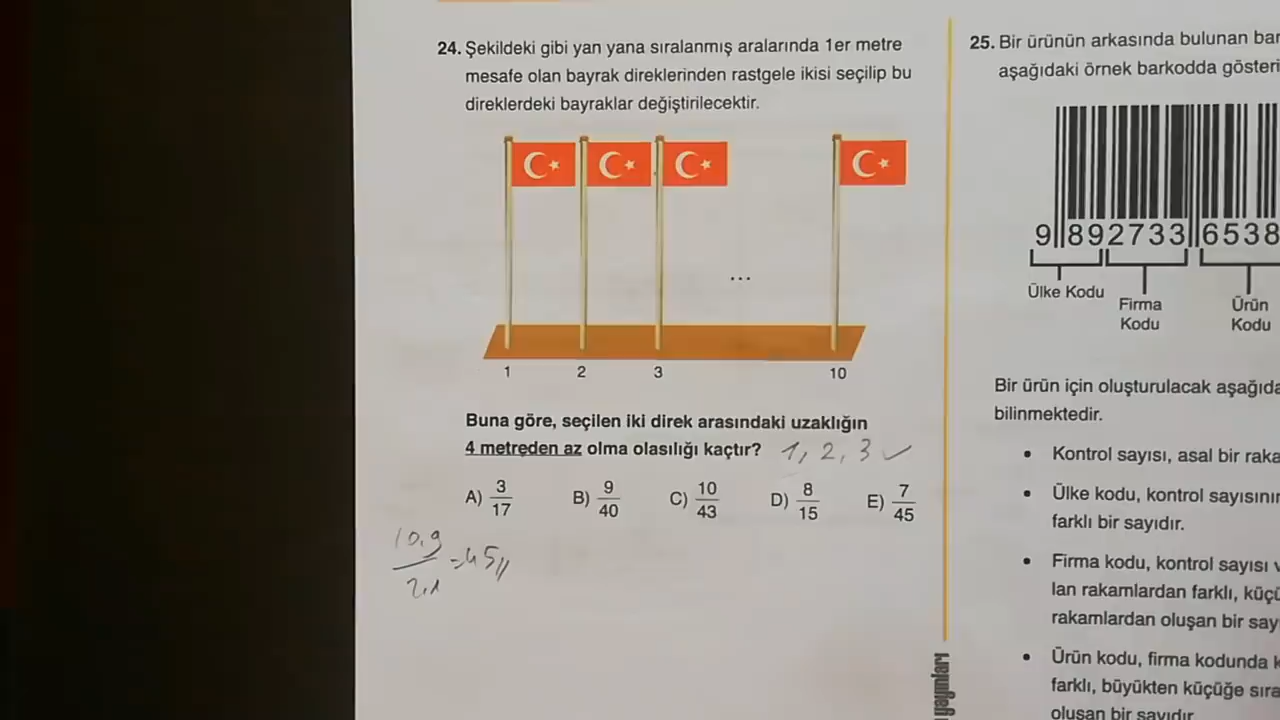 24. Şekildeki gibi yan yana sıralanmış aralarında 1er metre
mesafe olan bayrak direklerinden rastgele ikisi seçilip bu
direklerdeki bayraklar değiştirilecektir.
...
1 2 3 10
Buna göre, seçilen iki direk arasındaki uzaklığın
4 metreden az olma olasılığı kaçtır? 1, 2, 3 ✓
A) 3/17 B) 9/40 C) 10/43 D) 8/15 E) 7/45
10.9/2.1 = 45//
25. Bir ürünün arkasında bulunan bar
aşağıdaki örnek barkodda gösteri
9 892733 6538
Ülke Kodu
Firma
Kodu
Ürün
Kodu
Bir ürün için oluşturulacak aşağıda
bilinmektedir.
• Kontrol sayısı, asal bir raka
• Ülke kodu, kontrol sayısının
farklı bir sayıdır.
• Firma kodu, kontrol sayısı v
lan rakamlardan farklı, küçü
rakamlardan oluşan bir say
• Ürün kodu, firma kodunda k
farklı, büyükten küçüğe sıra
oluşan bir sayıdır
yayınları